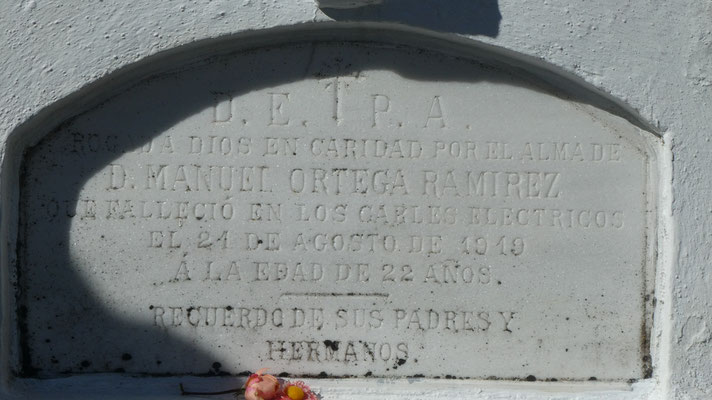 D. E. P. A.
ROGAD A DIOS EN CARIDAD POR EL ALMA DE
D. MANUEL ORTEGA RAMIREZ
QUE FALLECIÓ EN LOS CABLES ELECTRICOS
EL 21 DE AGOSTO DE 1919
Á LA EDAD DE 22 AÑOS.
RECUERDO DE SUS PADRES Y
HERMANOS.